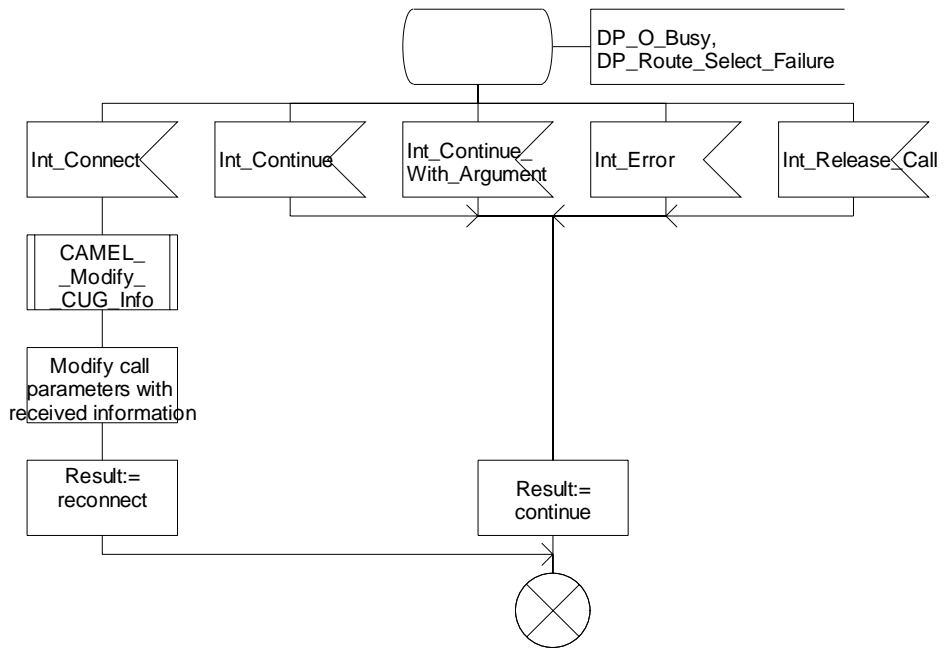 DP_O_Busy,
DP_Route_Select_Failure
Int_Connect
Int_Continue
Int_Continue_
With_Argument
Int_Error
Int_Release_Call
CAMEL_
_Modify_
_CUG_Info
Modify call
parameters with
received information
Result:=
reconnect
Result:=
continue